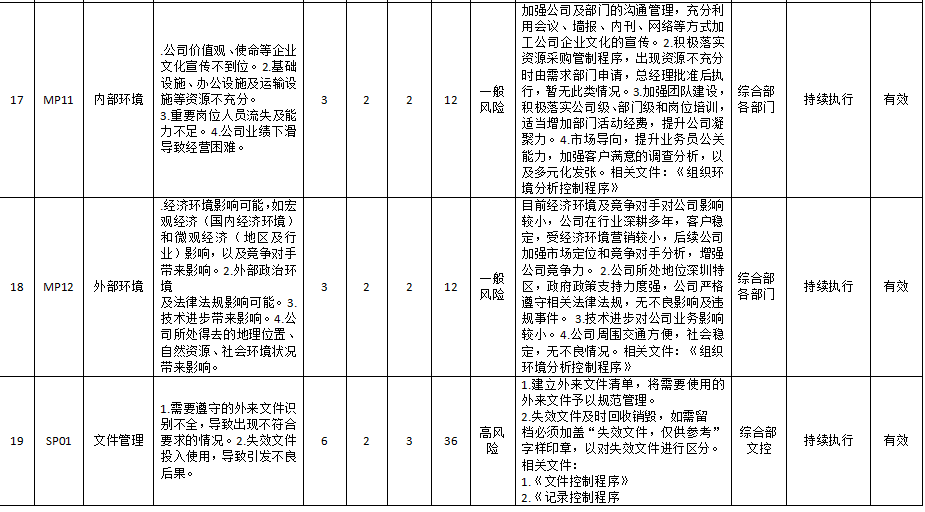 17
MP11
内部环境
.公司价值观、使命等企业
文化宣传不到位。2.基础
设施、办公设施及运输设
施等资源不充分。
3.重要岗位人员流失及能
力不足。4.公司业绩下滑
导致经营困难。
3
2
2
12
一般
风险
加强公司及部门的沟通管理，充分利
用会议、墙报、内刊、网络等方式加
工公司企业文化的宣传。2.积极落实
资源采购管制程序，出现资源不充分
时由需求部门申请，总经理批准后执
行，暂无此类情况。3.加强团队建设，
积极落实公司级、部门级和岗位培训，
适当增加部门活动经费，提升公司凝
聚力。4.市场导向，提升业务员公关
能力，加强客户满意的调查分析，以
及多元化发张。相关文件：《组织环
境分析控制程序》
综合部
各部门
持续执行
有效
18
MP12
外部环境
.经济环境影响可能，如宏
观经济（国内经济环境）
和微观经济（地区及行
业）影响，以及竞争对手
带来影响。2.外部政治环
境
及法律法规影响可能。3.
技术进步带来影响。4.公
司所处得去的地理位置、
自然资源、社会环境状况
带来影响。
3
2
2
12
一般
风险
目前经济环境及竞争对手对公司影响
较小，公司在行业深耕多年，客户稳
定，受经济环境营销较小，后续公司
加强市场定位和竞争对手分析，增强
公司竞争力。 2.公司所处地位深圳特
区，政府政策支持力度强，公司严格
遵守相关法律法规，无不良影响及违
规事件。 3.技术进步对公司业务影响
较小。4.公司周围交通方便，社会稳
定，无不良情况。相关文件：《组织
环境分析控制程序》
综合部
各部门
持续执行
有效
19
SP01
文件管理
1.需要遵守的外来文件识
别不全，导致出现不符合
要求的情况。2.失效文件
投入使用，导致引发不良
后果。
6
2
3
36
高风
险
1.建立外来文件清单，将需要使用的
外来文件予以规范管理。
2.失效文件及时回收销毁，如需留
档必须加盖“失效文件，仅供参考”
字样印章，以对失效文件进行区分。
相关文件：
1.《文件控制程序》
2.《记录控制程序
综合部
文控
持续执行
有效